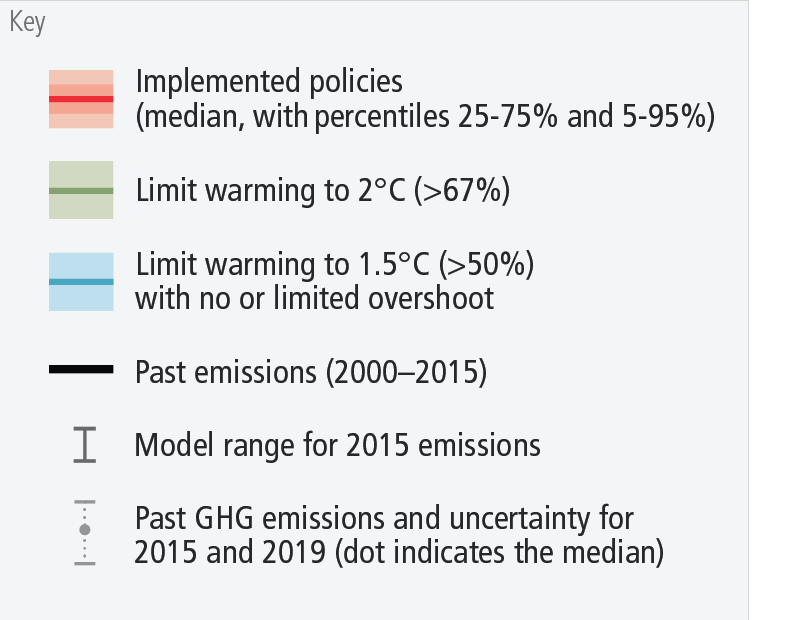 Key
Implemented policies
(median, with percentiles 25-75% and 5-95%)
Limit warming to 2°C (>67%)
Limit warming to 1.5°C (>50%)
with no or limited overshoot
Past emissions (2000–2015)
Model range for 2015 emissions
Past GHG emissions and uncertainty for
2015 and 2019 (dot indicates the median)